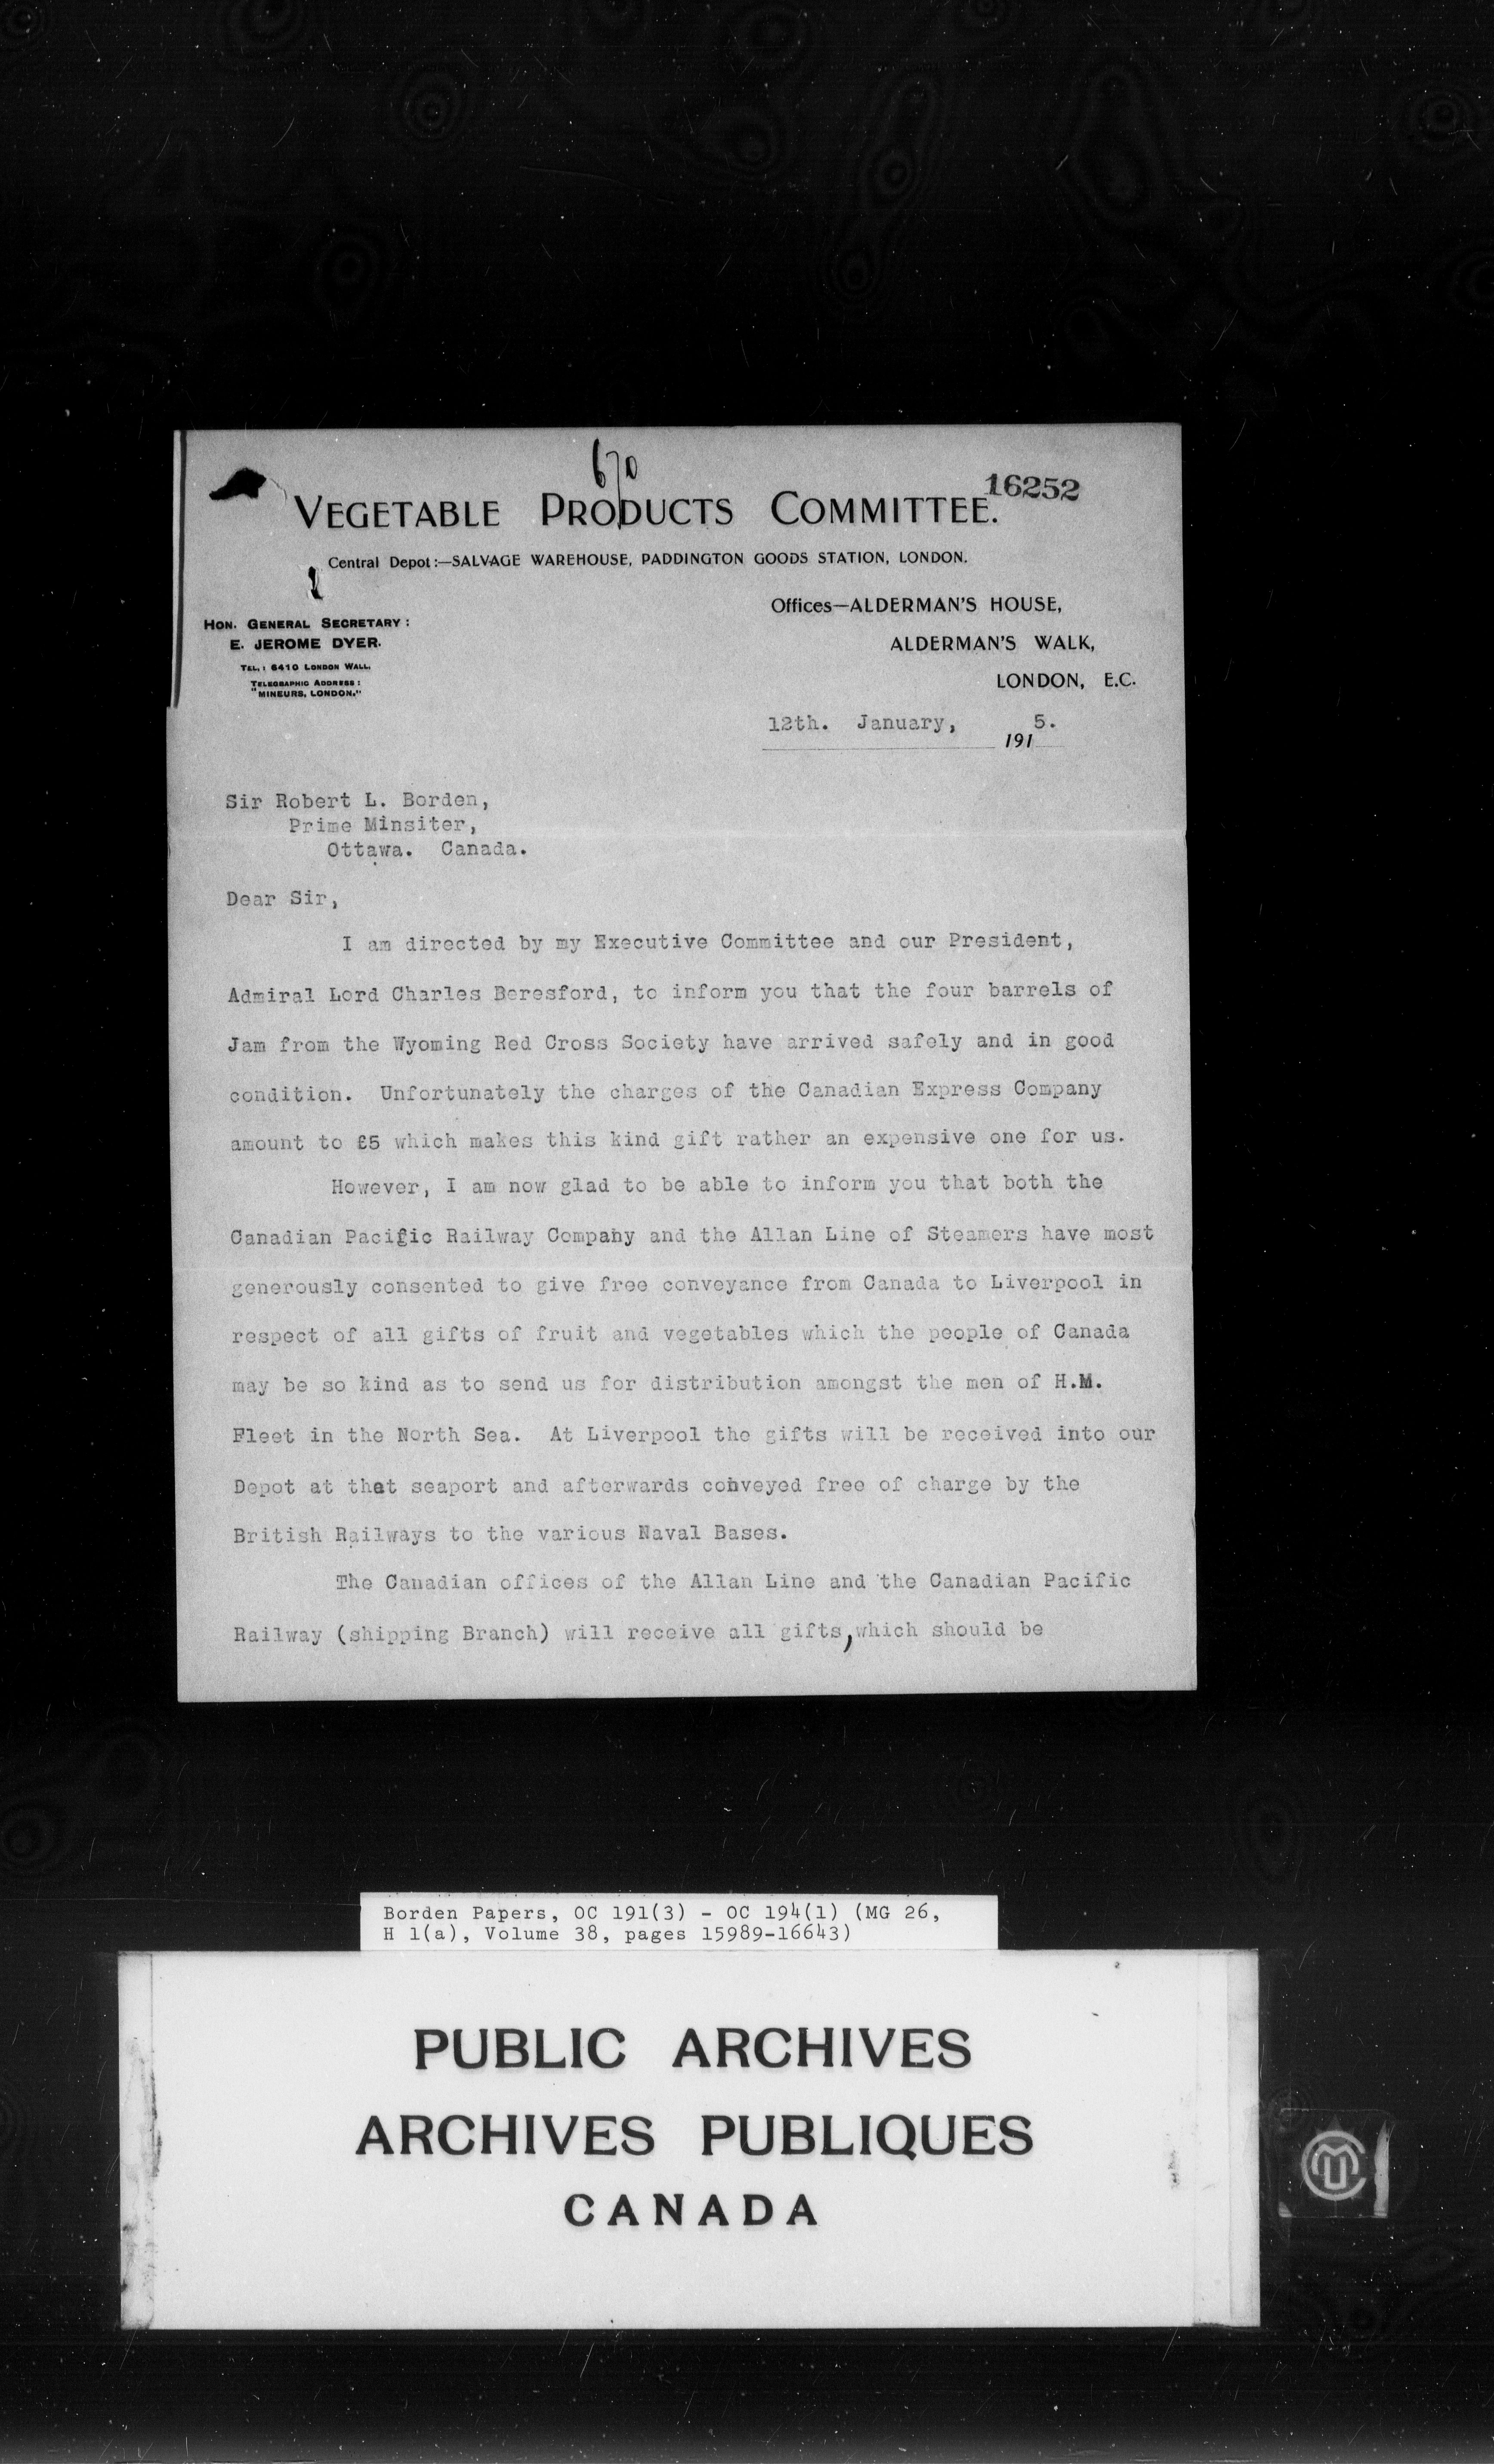 670
16252
VEGETABLE PRODUCTS COMMITTEE.
Central Depot:—SALVAGE WAREHOUSE, PADDINGTON GOODS STATION, LONDON.
Offices—ALDERMAN'S HOUSE,
ALDERMAN'S WALK,
LONDON, E.C.
HON. GENERAL SECRETARY:
E. JEROME DYER.
TEL.: 6410 LONDON WALL.
TELEGRAPHIC ADDRESS:
"MINEURS, LONDON."
12th. January, 1915.
Sir Robert L. Borden,
Prime Minsiter,
Ottawa. Canada.
Dear Sir,
I am directed by my Executive Committee and our President,
Admiral Lord Charles Beresford, to inform you that the four barrels of
Jam from the Wyoming Red Cross Society have arrived safely and in good
condition. Unfortunately the charges of the Canadian Express Company
amount to £5 which makes this kind gift rather an expensive one for us.
However, I am now glad to be able to inform you that both the
Canadian Pacific Railway Company and the Allan Line of Steamers have most
generously consented to give free conveyance from Canada to Liverpool in
respect of all gifts of fruit and vegetables which the people of Canada
may be so kind as to send us for distribution amongst the men of H.M.
Fleet in the North Sea. At Liverpool the gifts will be received into our
Depot at that seaport and afterwards conveyed free of charge by the
British Railways to the various Naval Bases.
The Canadian offices of the Allan Line and the Canadian Pacific
Railway (shipping Branch) will receive all gifts, which should be
Borden Papers, OC 191(3) - OC 194(1) (MG 26,
H 1(a), Volume 38, pages 15989-16643)
PUBLIC ARCHIVES
ARCHIVES PUBLIQUES
CANADA